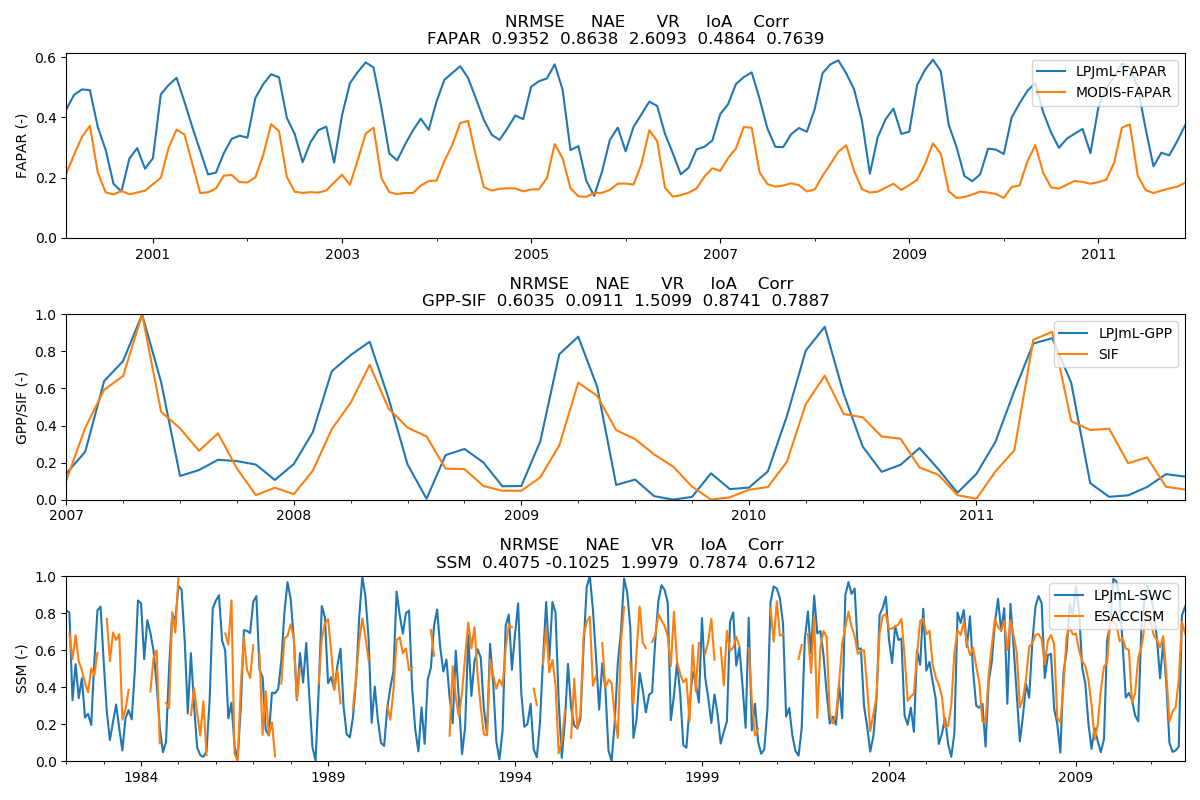 NRMSE NAE VR IoA Corr
FAPAR 0.9352 0.8638 2.6093 0.4864 0.7639
0.6
0.4
0.2
0.0
FAPAR (-)
LPJmL-FAPAR
MODIS-FAPAR
2001 2003 2005 2007 2009 2011
NRMSE NAE VR IoA Corr
GPP-SIF 0.6035 0.0911 1.5099 0.8741 0.7887
1.0
0.8
0.6
0.4
0.2
0.0
GPP/SIF (-)
LPJmL-GPP
SIF
2007 2008 2009 2010 2011
NRMSE NAE VR IoA Corr
SSM 0.4075 -0.1025 1.9979 0.7874 0.6712
1.0
0.8
0.6
0.4
0.2
0.0
SSM (-)
LPJmL-SWC
ESACCISM
1984 1989 1994 1999 2004 2009